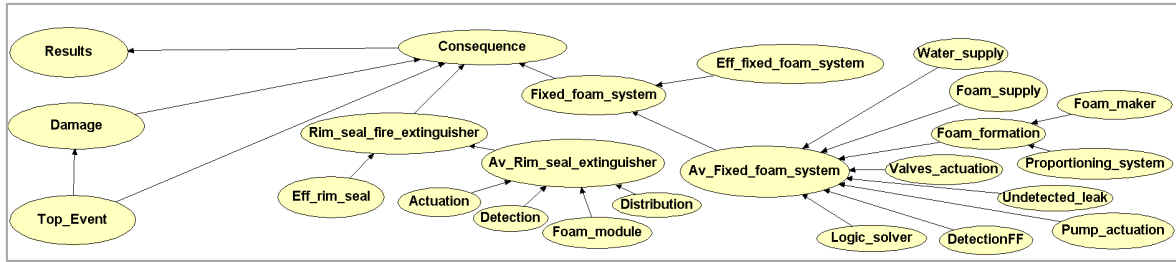 Results
Consequence
Eff_fixed_foam_system
Water_supply
Fixed_foam_system
Foam_supply
Foam_maker
Damage
Rim_seal_fire_extinguisher
Foam_formation
Av_Rim_seal_extinguisher
Proportioning_system
Av_Fixed_foam_system
Valves_actuation
Eff_rim_seal
Undetected_leak
Actuation
Distribution
Top_Event
Detection
Foam_module
Pump_actuation
Logic_solver
DetectionFF